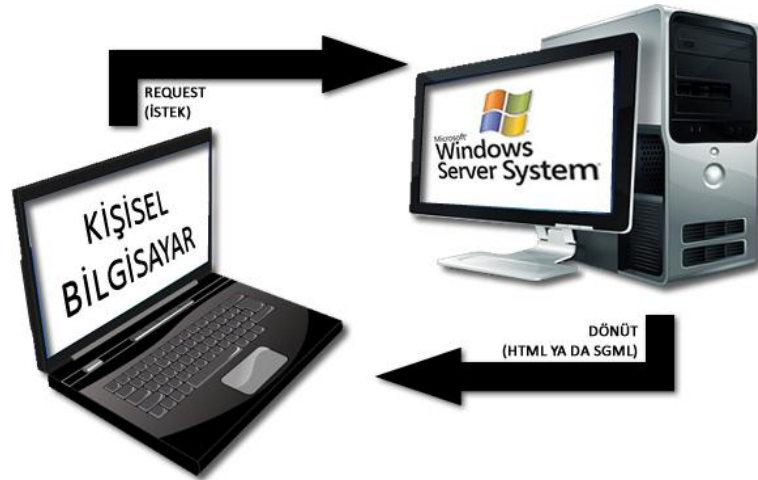 REQUEST
(İSTEK)
Microsoft
Windows
Server System
KİŞİSEL
BİLGİSAYAR
DÖNÜT
(HTML YA DA SGML)